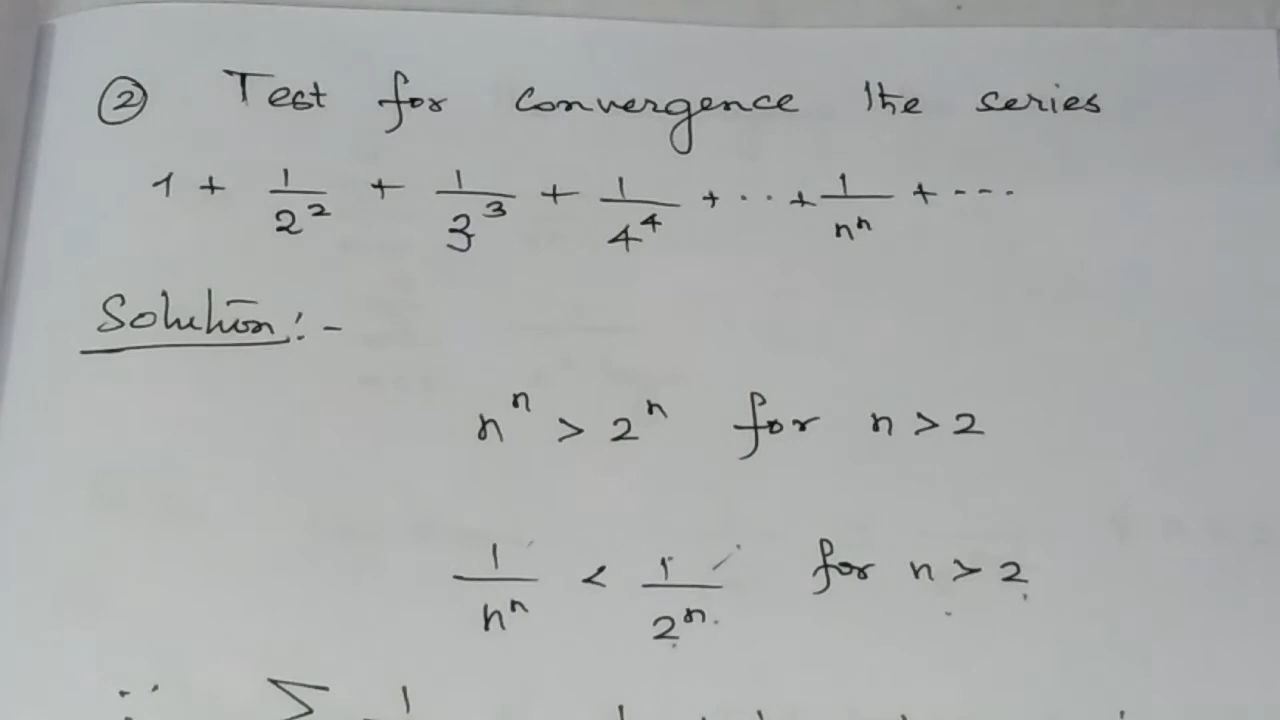 ② Test for convergence the series
1 + 1/2² + 1/3³ + 1/4⁴ + ... + 1/nⁿ + ---
Solution:-
nⁿ > 2ⁿ for n > 2
1/nⁿ < 1/2ⁿ for n > 2
∵ Σ 1